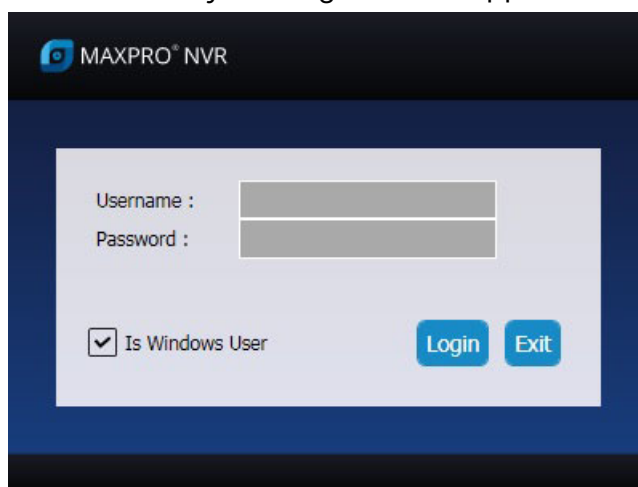 MAXPRO® NVR
Username :
Password :
Is Windows User
Login
Exit